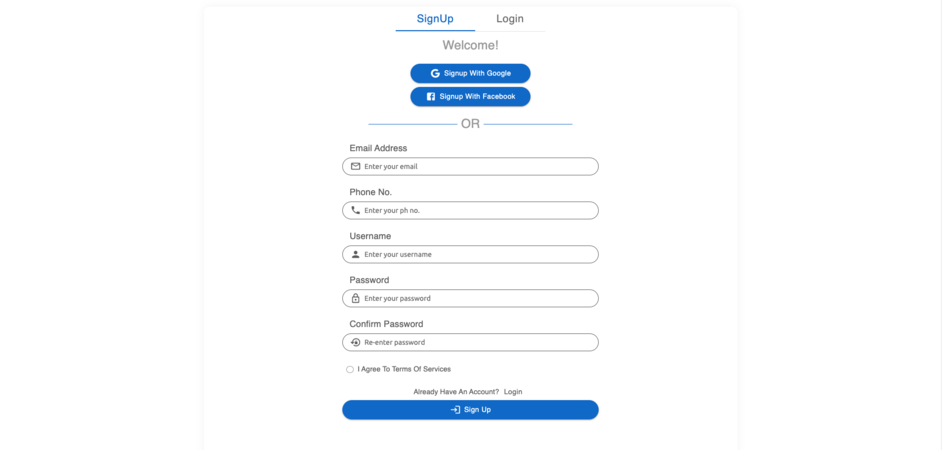 SignUp Login
Welcome!
Signup With Google
Signup With Facebook
OR
Email Address
Enter your email
Phone No.
Enter your ph no.
Username
Enter your username
Password
Enter your password
Confirm Password
Re-enter password
I Agree To Terms Of Services
Already Have An Account? Login
Sign Up